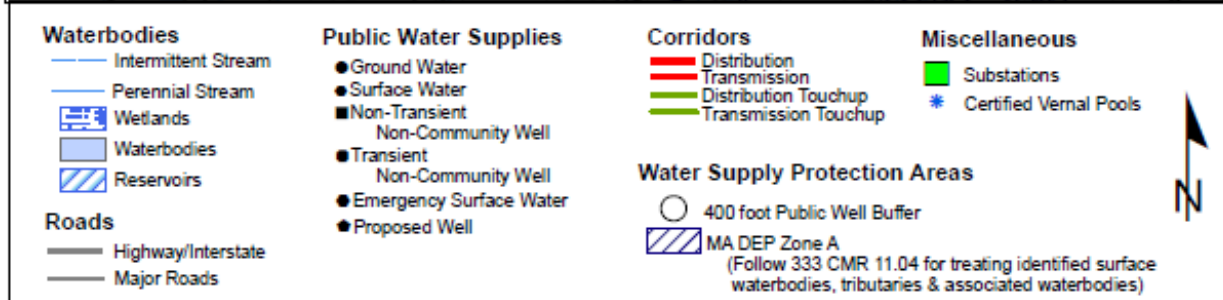 Waterbodies
Intermittent Stream
Perennial Stream
Wetlands
Waterbodies
Reservoirs
Roads
Highway/Interstate
Major Roads
Public Water Supplies
Ground Water
Surface Water
Non-Transient
Non-Community Well
Transient
Non-Community Well
Emergency Surface Water
Proposed Well
Corridors
Distribution
Transmission
Distribution Touchup
Transmission Touchup
Miscellaneous
Substations
Certified Vernal Pools
Water Supply Protection Areas
400 foot Public Well Buffer
MA DEP Zone A
(Follow 333 CMR 11.04 for treating identified surface
waterbodies, tributaries & associated waterbodies)
N